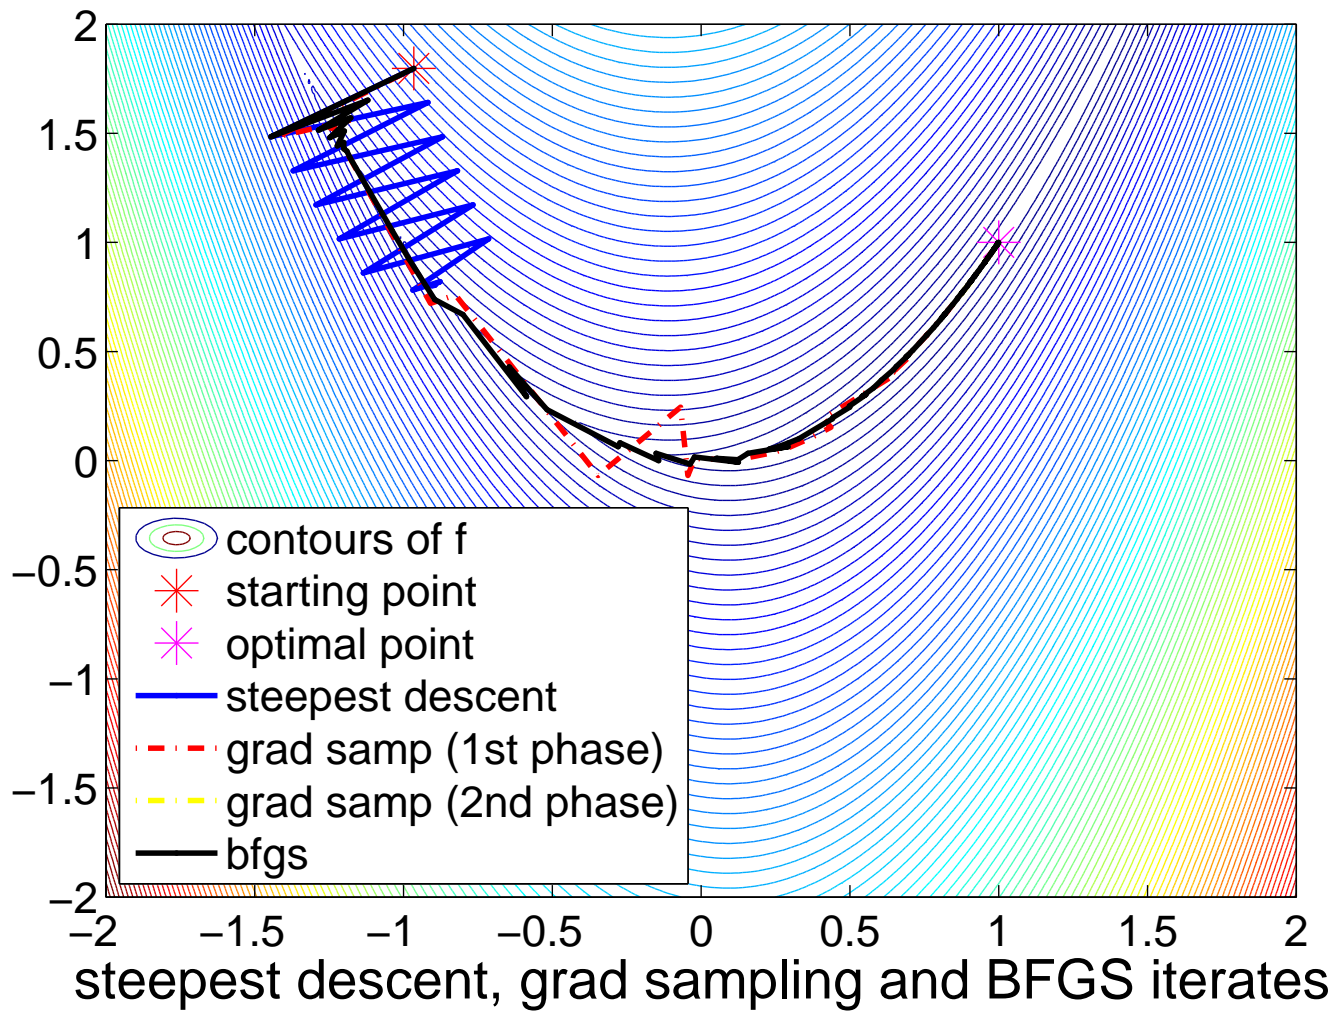 2
1.5
1
0.5
0
−0.5
−1
−1.5
−2
contours of f
starting point
optimal point
steepest descent
grad samp (1st phase)
grad samp (2nd phase)
bfgs
−2 −1.5 −1 −0.5 0 0.5 1 1.5 2
steepest descent, grad sampling and BFGS iterates